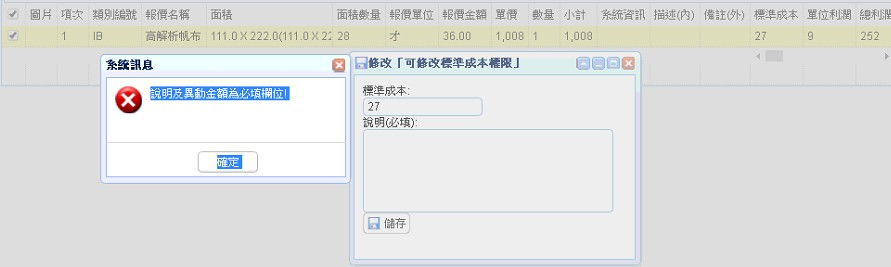 圖片 項次 類別編號 報價名稱 面積 面積數量 報價單位 報價金額 單價 數量 小計 系統資訊 描述(內) 備註(外) 標準成本 單位利潤 總利潤
1 IB 高解析帆布 111.0 X 222.0(111.0 X 22 28 才 36.00 1,008 1 1,008 27 9 252
系統訊息
說明及異動金額為必填欄位!
確定
修改「可修改標準成本權限」
標準成本:
27
說明(必填):
儲存